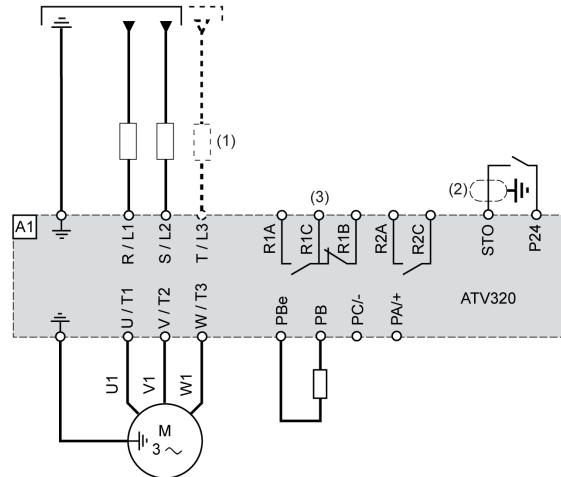 (1)
(2)
(3)
A1
R / L1
S / L2
T / L3
R1A
R1C
R1B
R2A
R2C
STO
P24
ATV320
U / T1
V / T2
W / T3
PBe
PB
PC/-
PA/+
U1
V1
W1
M
3 ~